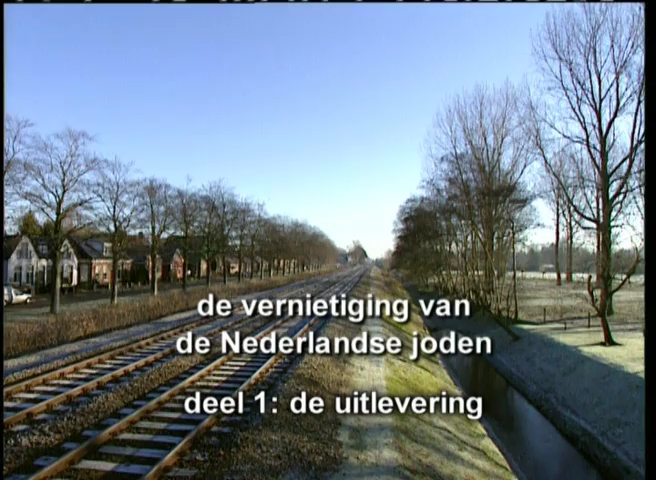 de vernietiging van
de Nederlandse joden
deel 1: de uitlevering